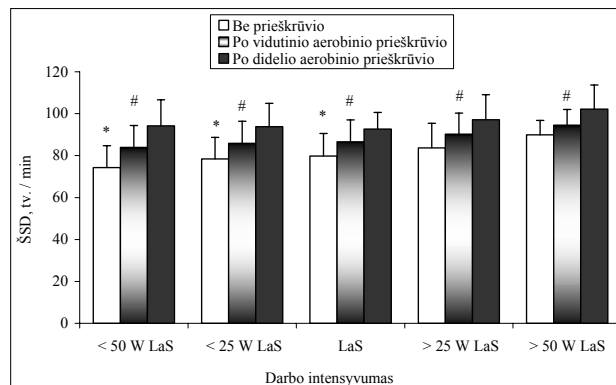 Be prieškrūvio
Po vidutinio aerobinio prieškrūvio
Po didelio aerobinio prieškrūvio
ŠSD, tv. / min
120
100
80
60
40
20
0
* # * # * # # #
< 50 W LaS < 25 W LaS LaS > 25 W LaS > 50 W LaS
Darbo intensyvumas